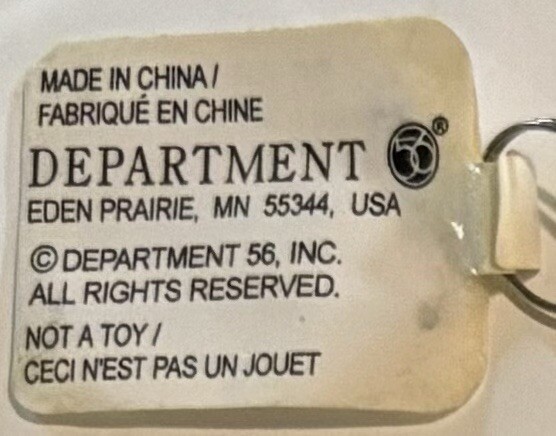 MADE IN CHINA /
FABRIQUÉ EN CHINE
DEPARTMENT 56®
EDEN PRAIRIE, MN 55344, USA
© DEPARTMENT 56, INC.
ALL RIGHTS RESERVED.
NOT A TOY /
CECI N'EST PAS UN JOUET